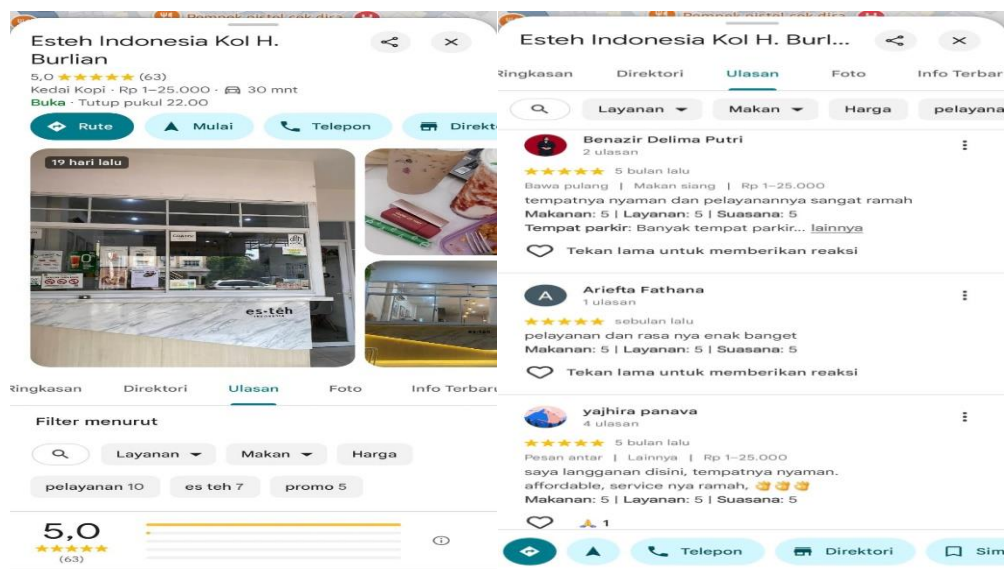 Pempek pistel cek disa
Esteh Indonesia Kol H.
Burlian
5,0 (63)
Kedai Kopi · Rp 1–25.000 · 30 mnt
Buka · Tutup pukul 22.00
Rute
Mulai
Telepon
Direkt
19 hari lalu
es·teh
Ringkasan
Direktori
Ulasan
Foto
Info Terbaru
Filter menurut
Layanan
Makan
Harga
pelayanan 10
es teh 7
promo 5
5,0
(63)
Esteh Indonesia Kol H. Burl...
Ringkasan
Direktori
Ulasan
Foto
Info Terbar
Layanan
Makan
Harga
pelayana
Benazir Delima Putri
2 ulasan
5 bulan lalu
Bawa pulang | Makan siang | Rp 1–25.000
tempatnya nyaman dan pelayanannya sangat ramah
Makanan: 5 | Layanan: 5 | Suasana: 5
Tempat parkir: Banyak tempat parkir... lainnya
Tekan lama untuk memberikan reaksi
A
Ariefta Fathana
1 ulasan
sebulan lalu
pelayanan dan rasa nya enak banget
Makanan: 5 | Layanan: 5 | Suasana: 5
Tekan lama untuk memberikan reaksi
yajhira panava
4 ulasan
5 bulan lalu
Pesan antar | Lainnya | Rp 1–25.000
saya langganan disini, tempatnya nyaman.
affordable, service nya ramah, 👏👏👏
Makanan: 5 | Layanan: 5 | Suasana: 5
🙏 1
Telepon
Direktori
Sim